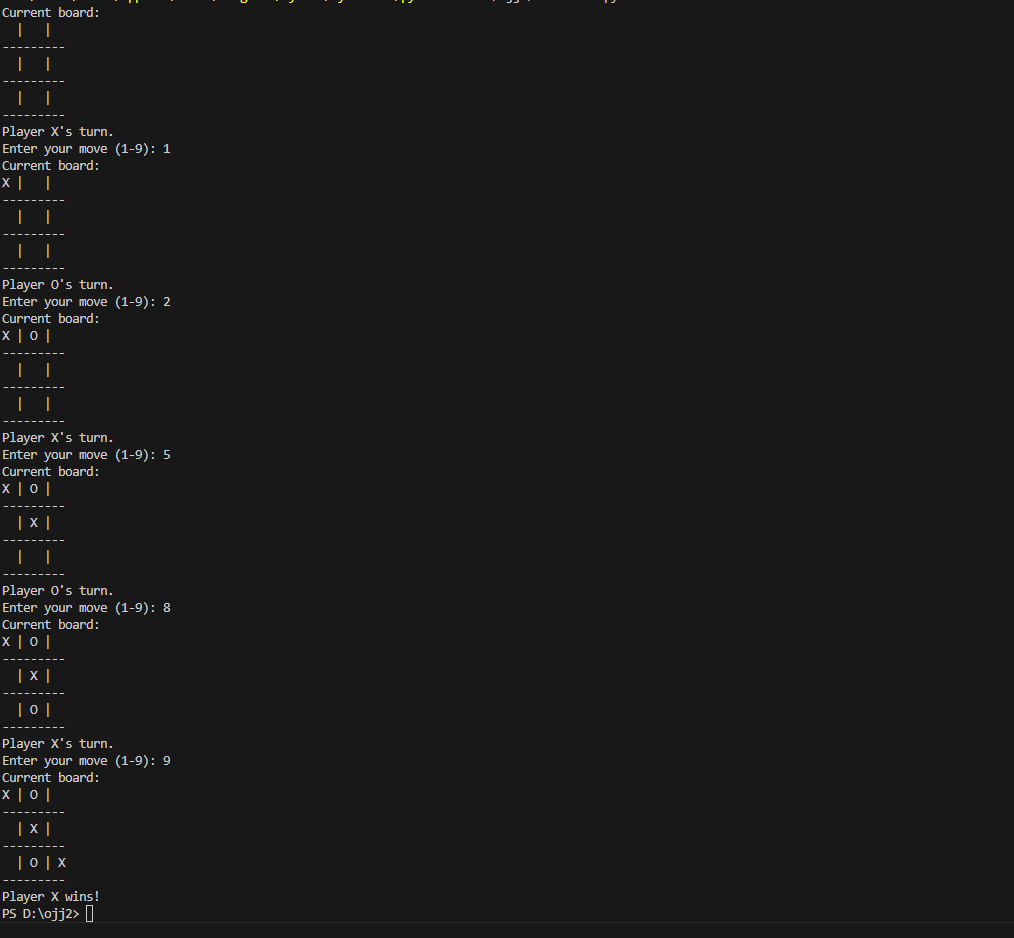 Current board:
  |   |
---------
  |   |
---------
  |   |
---------
Player X's turn.
Enter your move (1-9): 1
Current board:
X |   |
---------
  |   |
---------
  |   |
---------
Player O's turn.
Enter your move (1-9): 2
Current board:
X | O |
---------
  |   |
---------
  |   |
---------
Player X's turn.
Enter your move (1-9): 5
Current board:
X | O |
---------
  | X |
---------
  |   |
---------
Player O's turn.
Enter your move (1-9): 8
Current board:
X | O |
---------
  | X |
---------
  | O |
---------
Player X's turn.
Enter your move (1-9): 9
Current board:
X | O |
---------
  | X |
---------
  | O | X
---------
Player X wins!
PS D:\ojj2>